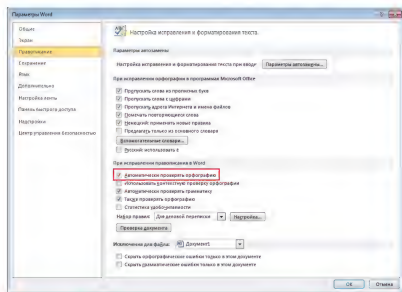 Параметры Word
Общие
Экран
Правописание
Сохранение
Язык
Дополнительно
Настройка ленты
Панель быстрого доступа
Надстройки
Центр управления безопасностью
Настройка исправления и форматирования текста.
Параметры автозамены
Настройка исправления и форматирования текста при вводе: Параметры автозамены...
При исправлении орфографии в программах Microsoft Office
Пропускать слова из прописных букв
Пропускать слова с цифрами
Пропускать адреса Интернета и имена файлов
Помечать повторяющиеся слова
Немецкий: применять новые правила
Предлагать только из основного словаря
Вспомогательные словари...
Русский: использовать ё
При исправлении правописания в Word
Автоматически проверять орфографию
Использовать контекстную проверку орфографии
Автоматически проверять грамматику
Также проверять орфографию
Статистика удобочитаемости
Набор правил: Для деловой переписки Настройка...
Проверка документа
Исключения для файла: Документ1
Скрыть орфографические ошибки только в этом документе
Скрыть грамматические ошибки только в этом документе
ОК Отмена